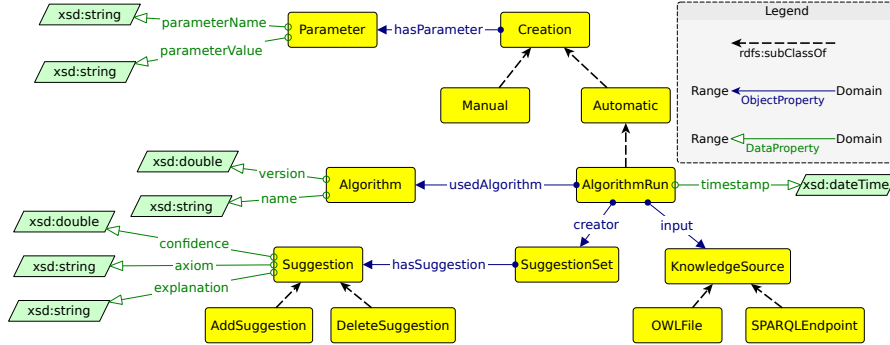 xsd:string
parameterName
Parameter
hasParameter
Creation
parameterValue
xsd:string
Legend
rdfs:subClassOf
Range
ObjectProperty
Domain
Range
DataProperty
Domain
Manual
Automatic
xsd:double
version
Algorithm
usedAlgorithm
AlgorithmRun
timestamp
xsd:dateTime
name
xsd:string
xsd:double
creator
input
confidence
xsd:string
axiom
Suggestion
hasSuggestion
SuggestionSet
KnowledgeSource
explanation
xsd:string
AddSuggestion
DeleteSuggestion
OWLFile
SPARQLEndpoint